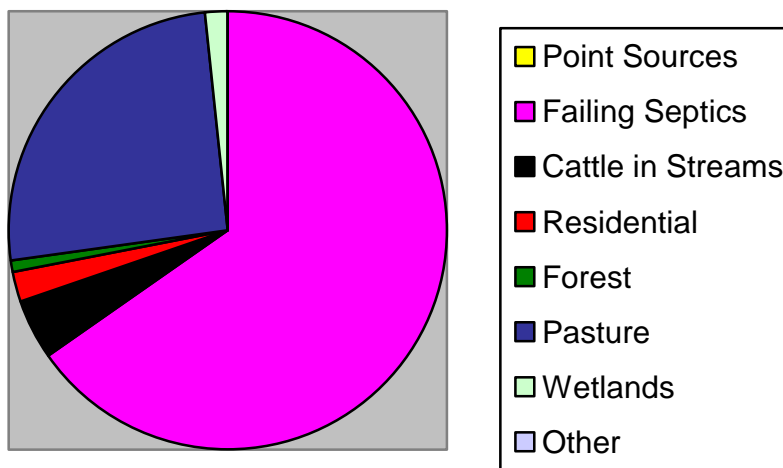 Point Sources
Failing Septics
Cattle in Streams
Residential
Forest
Pasture
Wetlands
Other